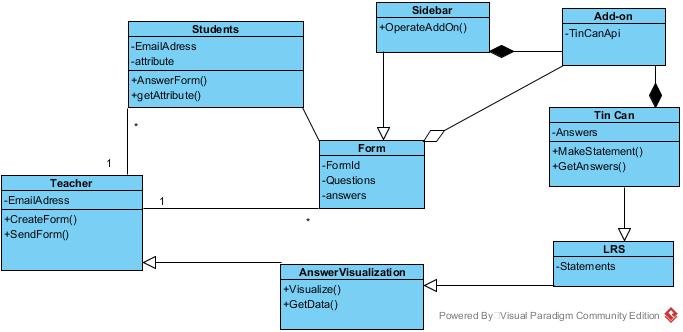 Students
-EmailAdress
-attribute
+AnswerForm()
+getAttribute()
Sidebar
+OperateAddOn()
Add-on
-TinCanApi
Tin Can
-Answers
+MakeStatement()
+GetAnswers()
*
1
Form
-FormId
-Questions
-answers
Teacher
-EmailAdress
+CreateForm()
+SendForm()
1
*
LRS
-Statements
AnswerVisualization
+Visualize()
+GetData()
Powered By Visual Paradigm Community Edition